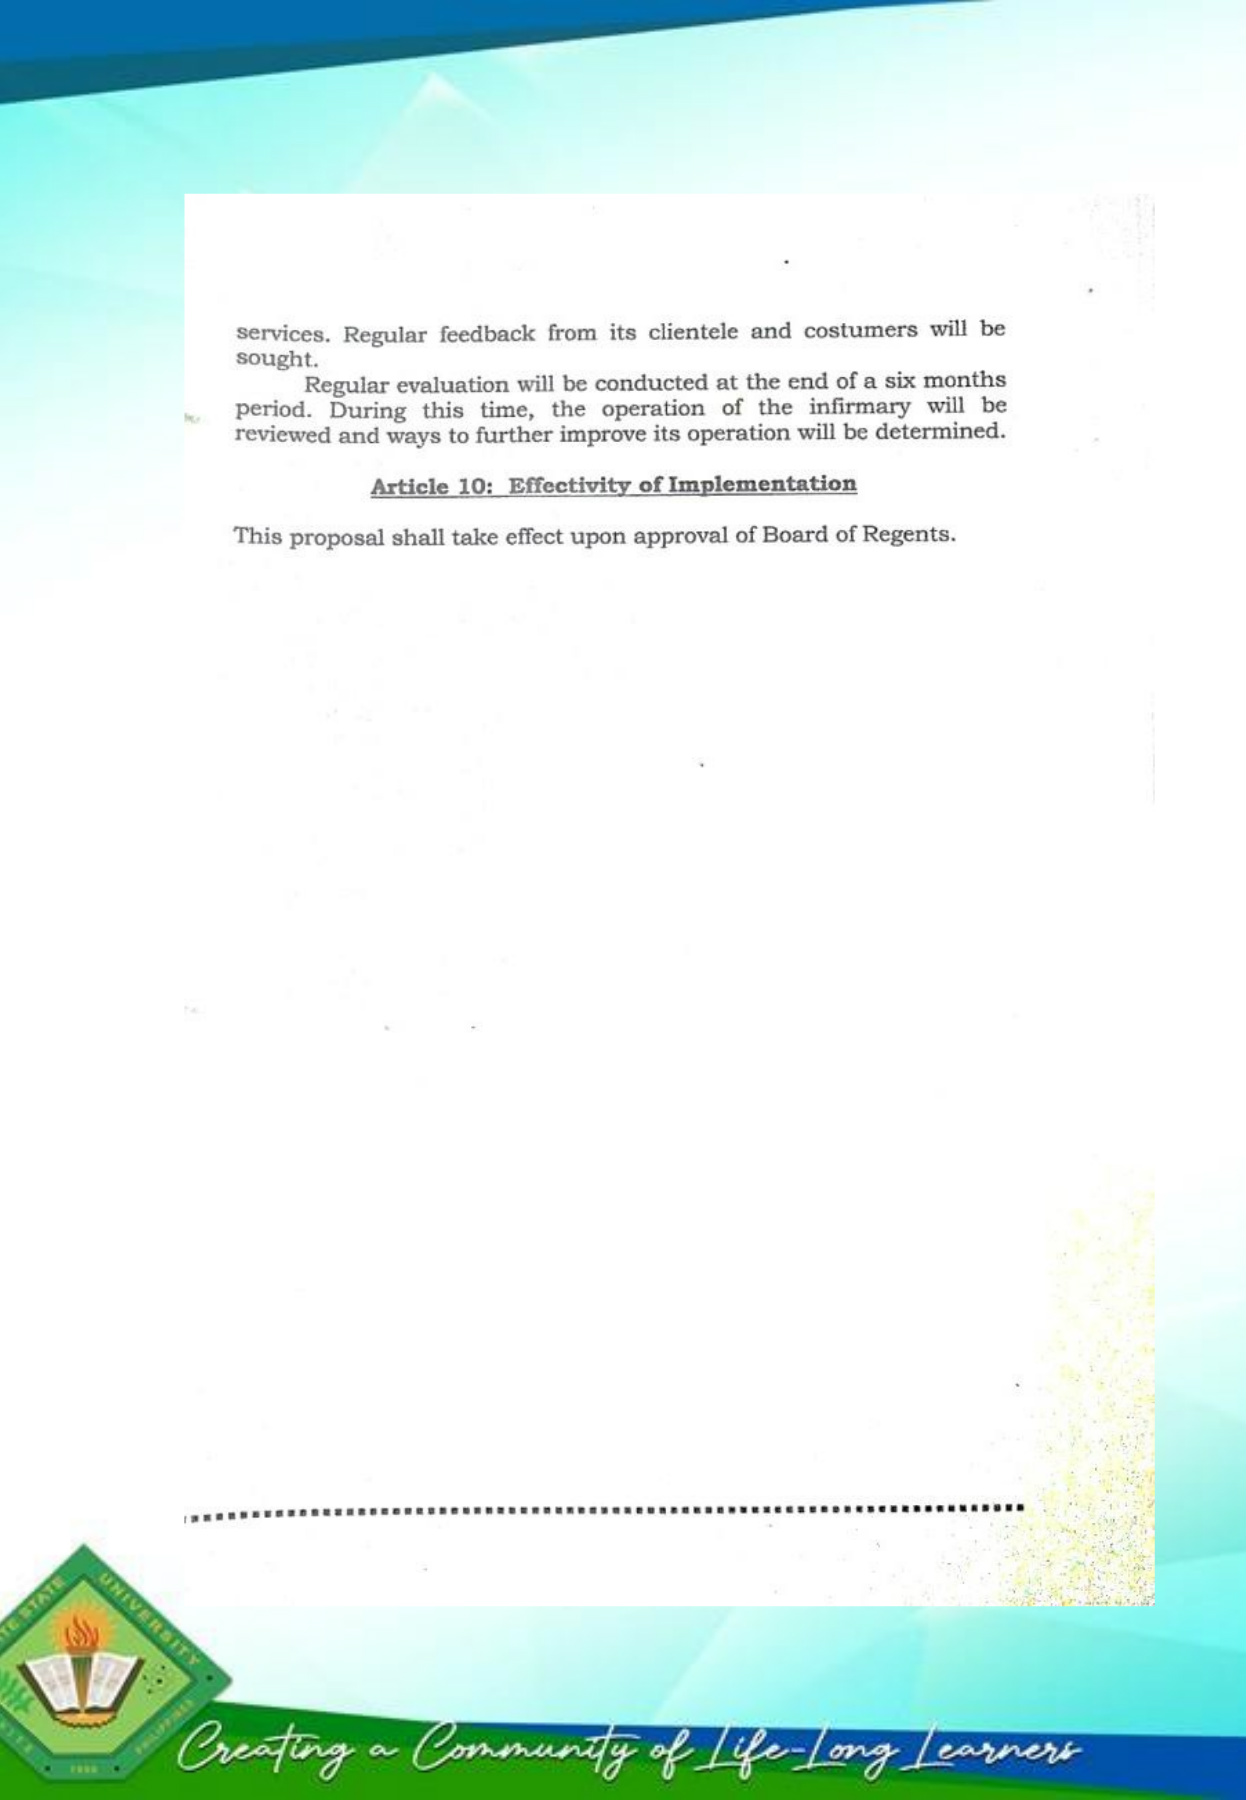 services. Regular feedback from its clientele and costumers will be
sought.
Regular evaluation will be conducted at the end of a six months
period. During this time, the operation of the infirmary will be
reviewed and ways to further improve its operation will be determined.
Article 10: Effectivity of Implementation
This proposal shall take effect upon approval of Board of Regents.
STATE
UNIVERSITY
PHILIPPINES
Creating a Community of Life-Long Learners